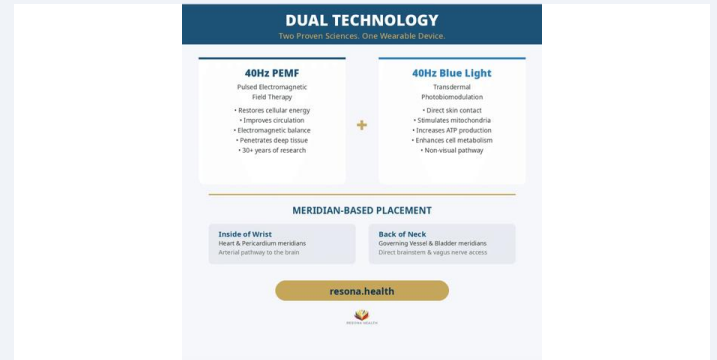 DUAL TECHNOLOGY
Two Proven Sciences. One Wearable Device.
40Hz PEMF
Pulsed Electromagnetic
Field Therapy
• Restores cellular energy
• Improves circulation
• Electromagnetic balance
• Penetrates deep tissue
• 30+ years of research
+
40Hz Blue Light
Transdermal
Photobiomodulation
• Direct skin contact
• Stimulates mitochondria
• Increases ATP production
• Enhances cell metabolism
• Non-visual pathway
MERIDIAN-BASED PLACEMENT
Inside of Wrist
Heart & Pericardium meridians
Arterial pathway to the brain
Back of Neck
Governing Vessel & Bladder meridians
Direct brainstem & vagus nerve access
resona.health
RESONA HEALTH